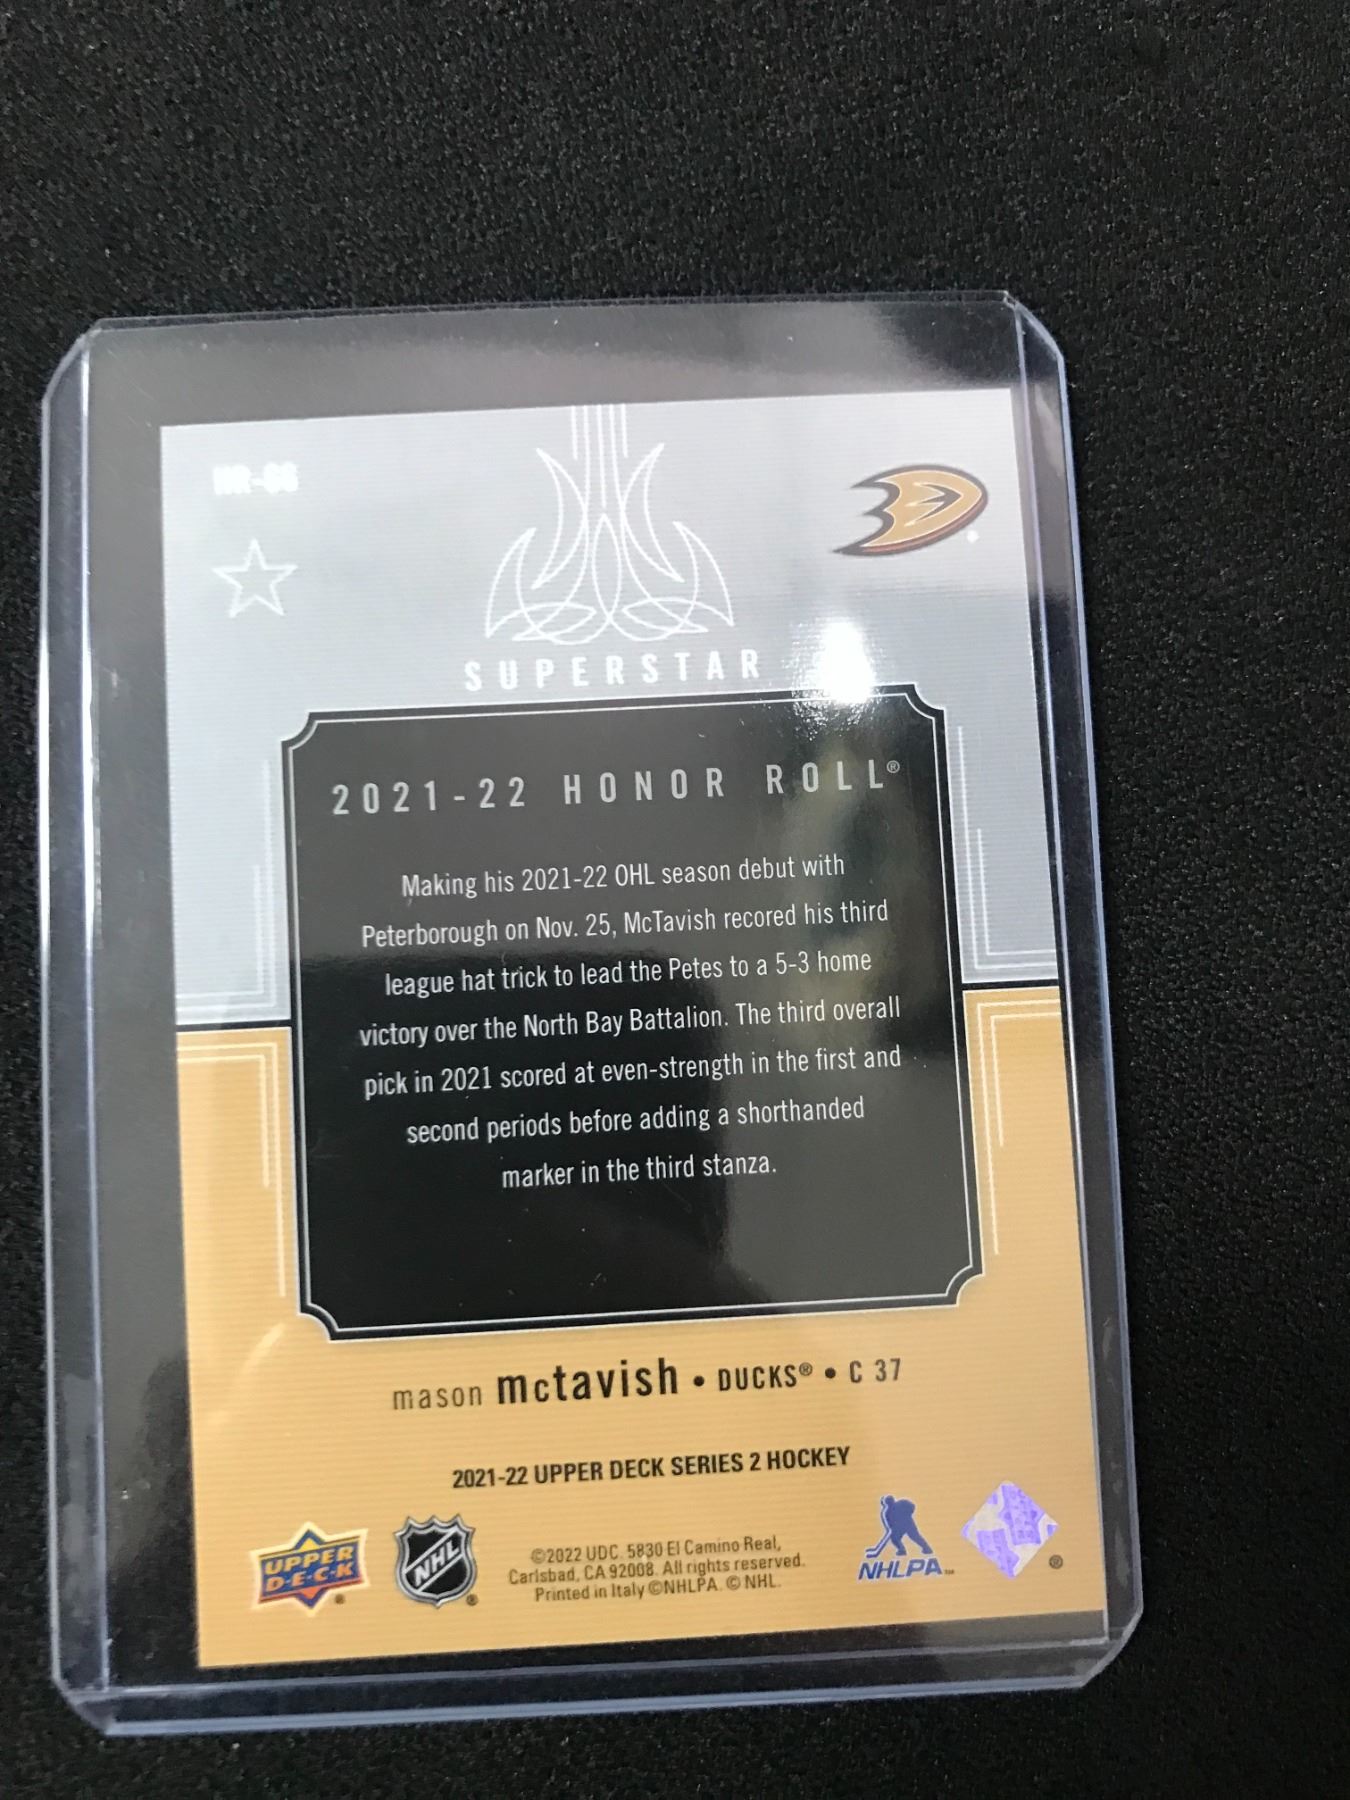 SUPERSTAR
2021-22 HONOR ROLL®
Making his 2021-22 OHL season debut with
Peterborough on Nov. 25, McTavish recored his third
league hat trick to lead the Petes to a 5-3 home
victory over the North Bay Battalion. The third overall
pick in 2021 scored at even-strength in the first and
second periods before adding a shorthanded
marker in the third stanza.
mason mctavish • DUCKS® • C 37
2021-22 UPPER DECK SERIES 2 HOCKEY
UPPER
D·E·C·K
®
NHL
®
©2022 UDC. 5830 El Camino Real,
Carlsbad, CA 92008. All rights reserved.
Printed in Italy ©NHLPA. © NHL.
NHLPA™
®